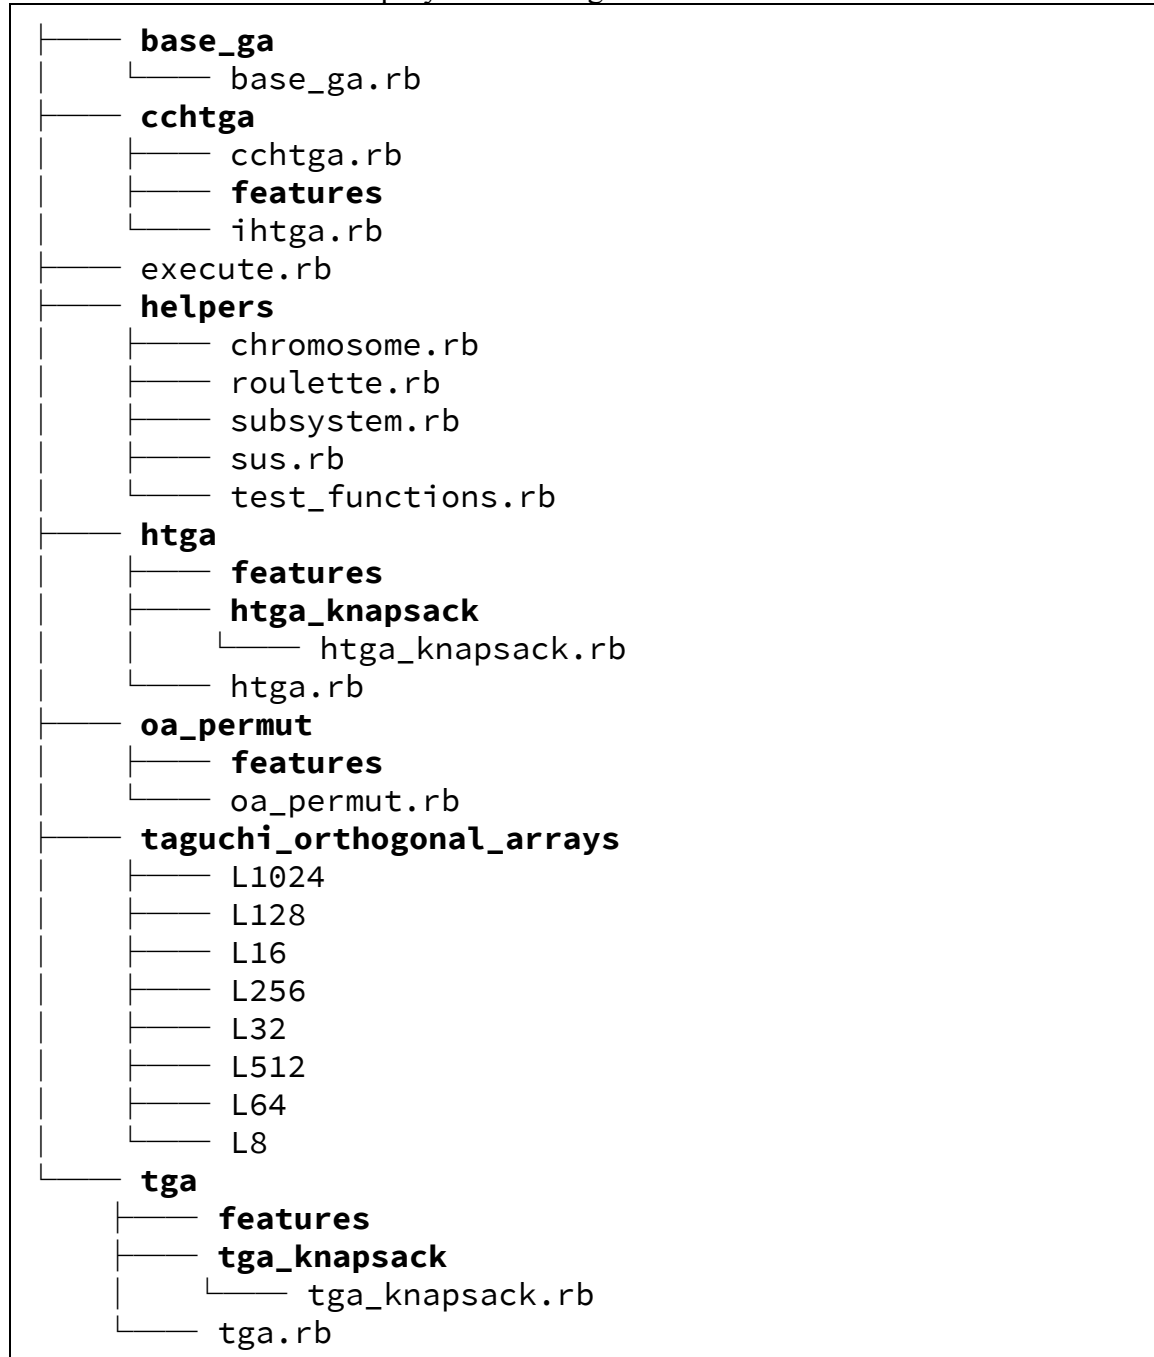 base_ga
base_ga.rb
cchtga
cchtga.rb
features
ihtga.rb
execute.rb
helpers
chromosome.rb
roulette.rb
subsystem.rb
sus.rb
test_functions.rb
htga
features
htga_knapsack
htga_knapsack.rb
htga.rb
oa_permut
features
oa_permut.rb
taguchi_orthogonal_arrays
L1024
L128
L16
L256
L32
L512
L64
L8
tga
features
tga_knapsack
tga_knapsack.rb
tga.rb